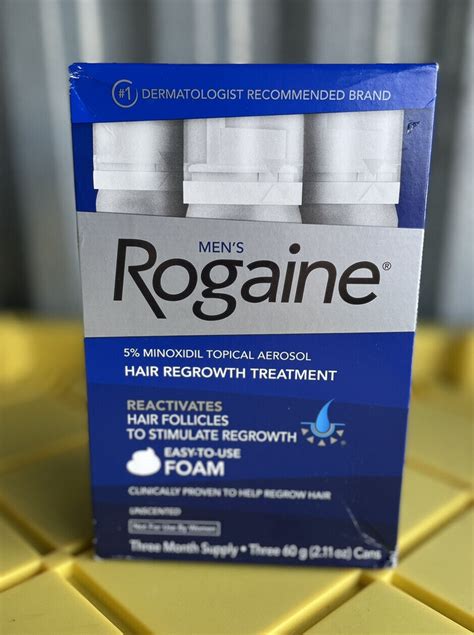 #1 DERMATOLOGIST RECOMMENDED BRAND
MEN'S
Rogaine®
5% MINOXIDIL TOPICAL AEROSOL
HAIR REGROWTH TREATMENT
REACTIVATES
HAIR FOLLICLES
TO STIMULATE REGROWTH
EASY-TO-USE
FOAM
CLINICALLY PROVEN TO HELP REGROW HAIR
UNSCENTED
Not For Use By Women
Three Month Supply • Three 60 g (2.11 oz) Cans